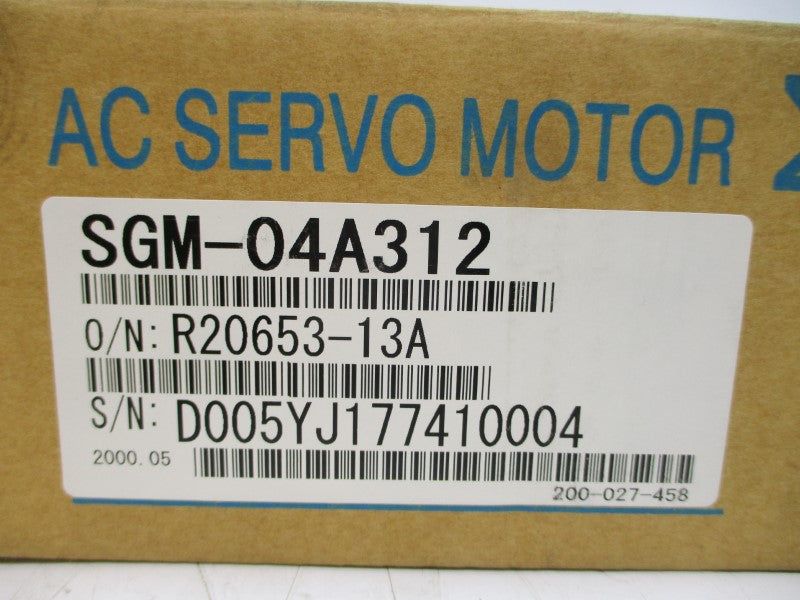 AC SERVO MOTOR Σ
SGM-04A312
O/N: R20653-13A
S/N: D005YJ177410004
2000.05
200-027-458